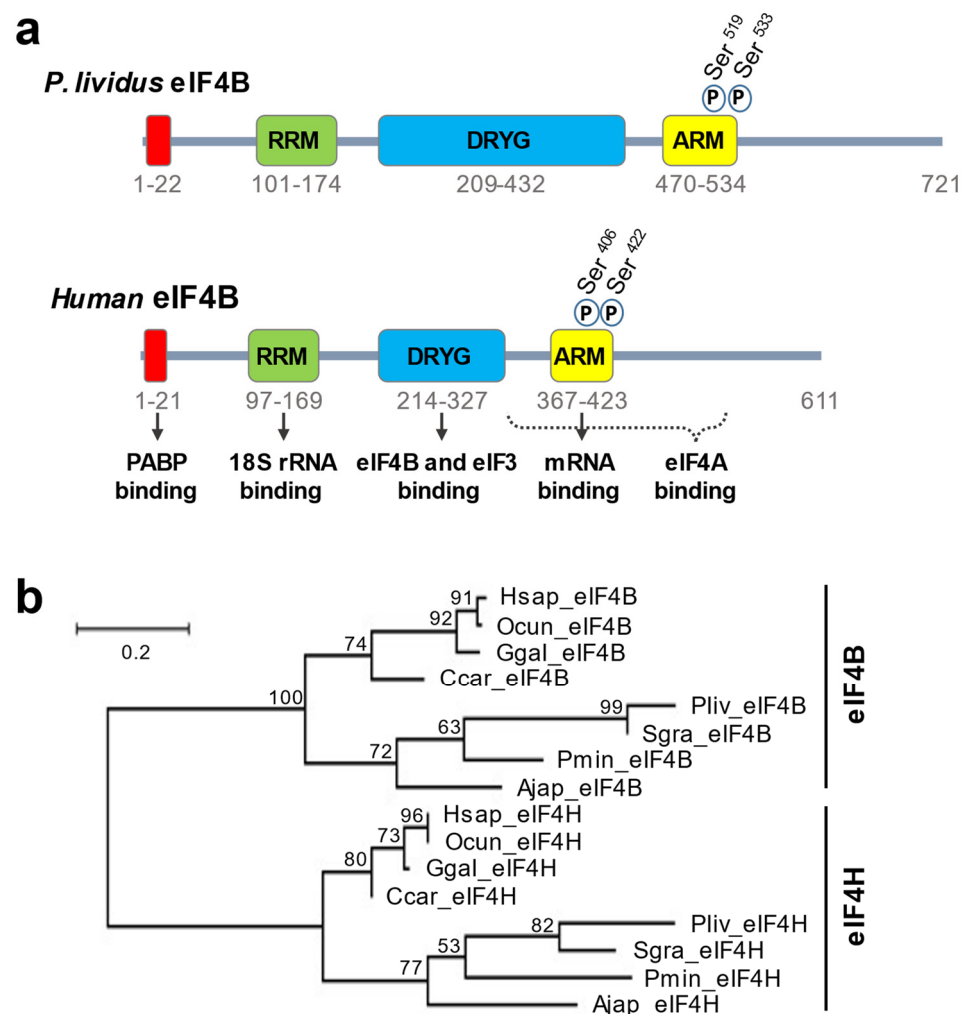 a
P. lividus eIF4B
Ser 519
Ser 533
P P
RRM DRYG ARM
1-22 101-174 209-432 470-534 721
Human eIF4B
Ser 406
Ser 422
P P
RRM DRYG ARM
1-21 97-169 214-327 367-423 611
PABP binding
18S rRNA binding
eIF4B and eIF3 binding
mRNA binding
eIF4A binding
b
0.2
91 Hsap_eIF4B
92 Ocun_eIF4B
Ggal_eIF4B
74
Ccar_eIF4B
100
99 Pliv_eIF4B
Sgra_eIF4B
63
Pmin_eIF4B
72
Ajap_eIF4B
eIF4B
96 Hsap_eIF4H
73 Ocun_eIF4H
80 Ggal_eIF4H
Ccar_eIF4H
82 Pliv_eIF4H
53 Sgra_eIF4H
77 Pmin_eIF4H
Ajap_eIF4H
eIF4H